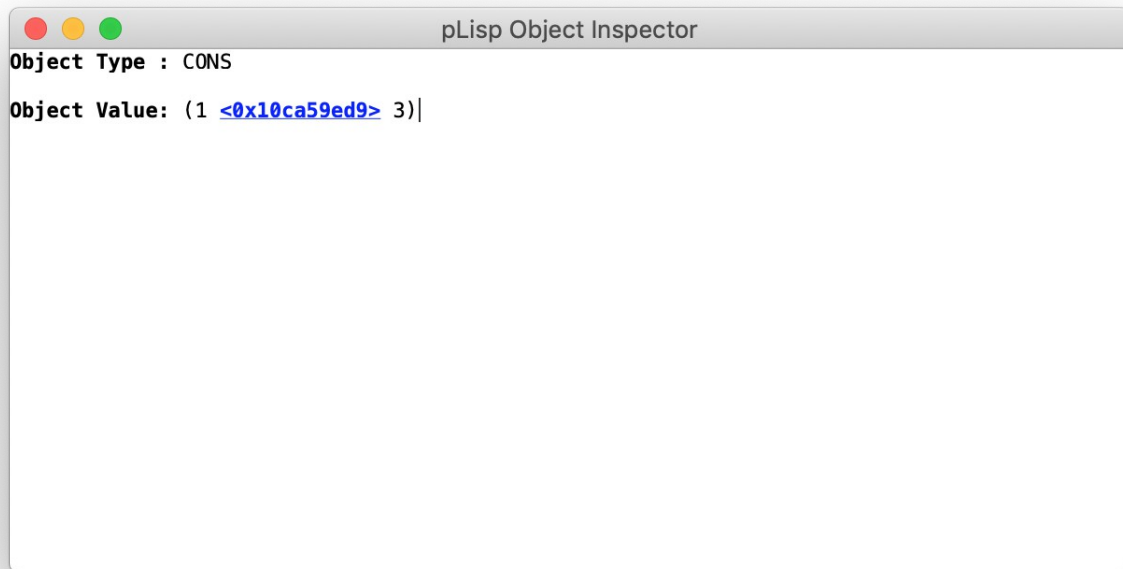 pLisp Object Inspector
Object Type : CONS
Object Value: (1 <0x10ca59ed9> 3)